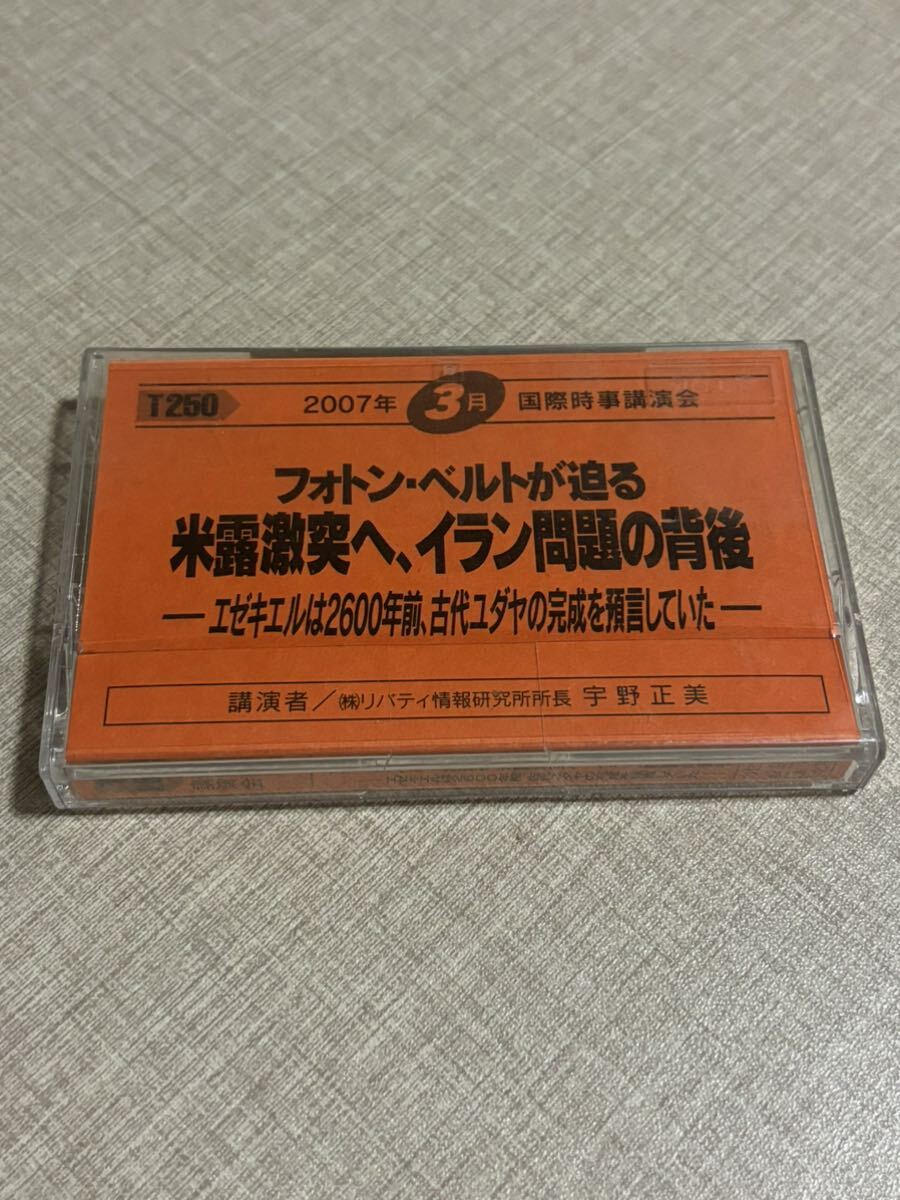 T250
2007年 3月 国際時事講演会
フォトン・ベルトが迫る
米露激突へ、イラン問題の背後
―エゼキエルは2600年前、古代ユダヤの完成を預言していた―
講演者／㈱リバティ情報研究所所長 宇野正美